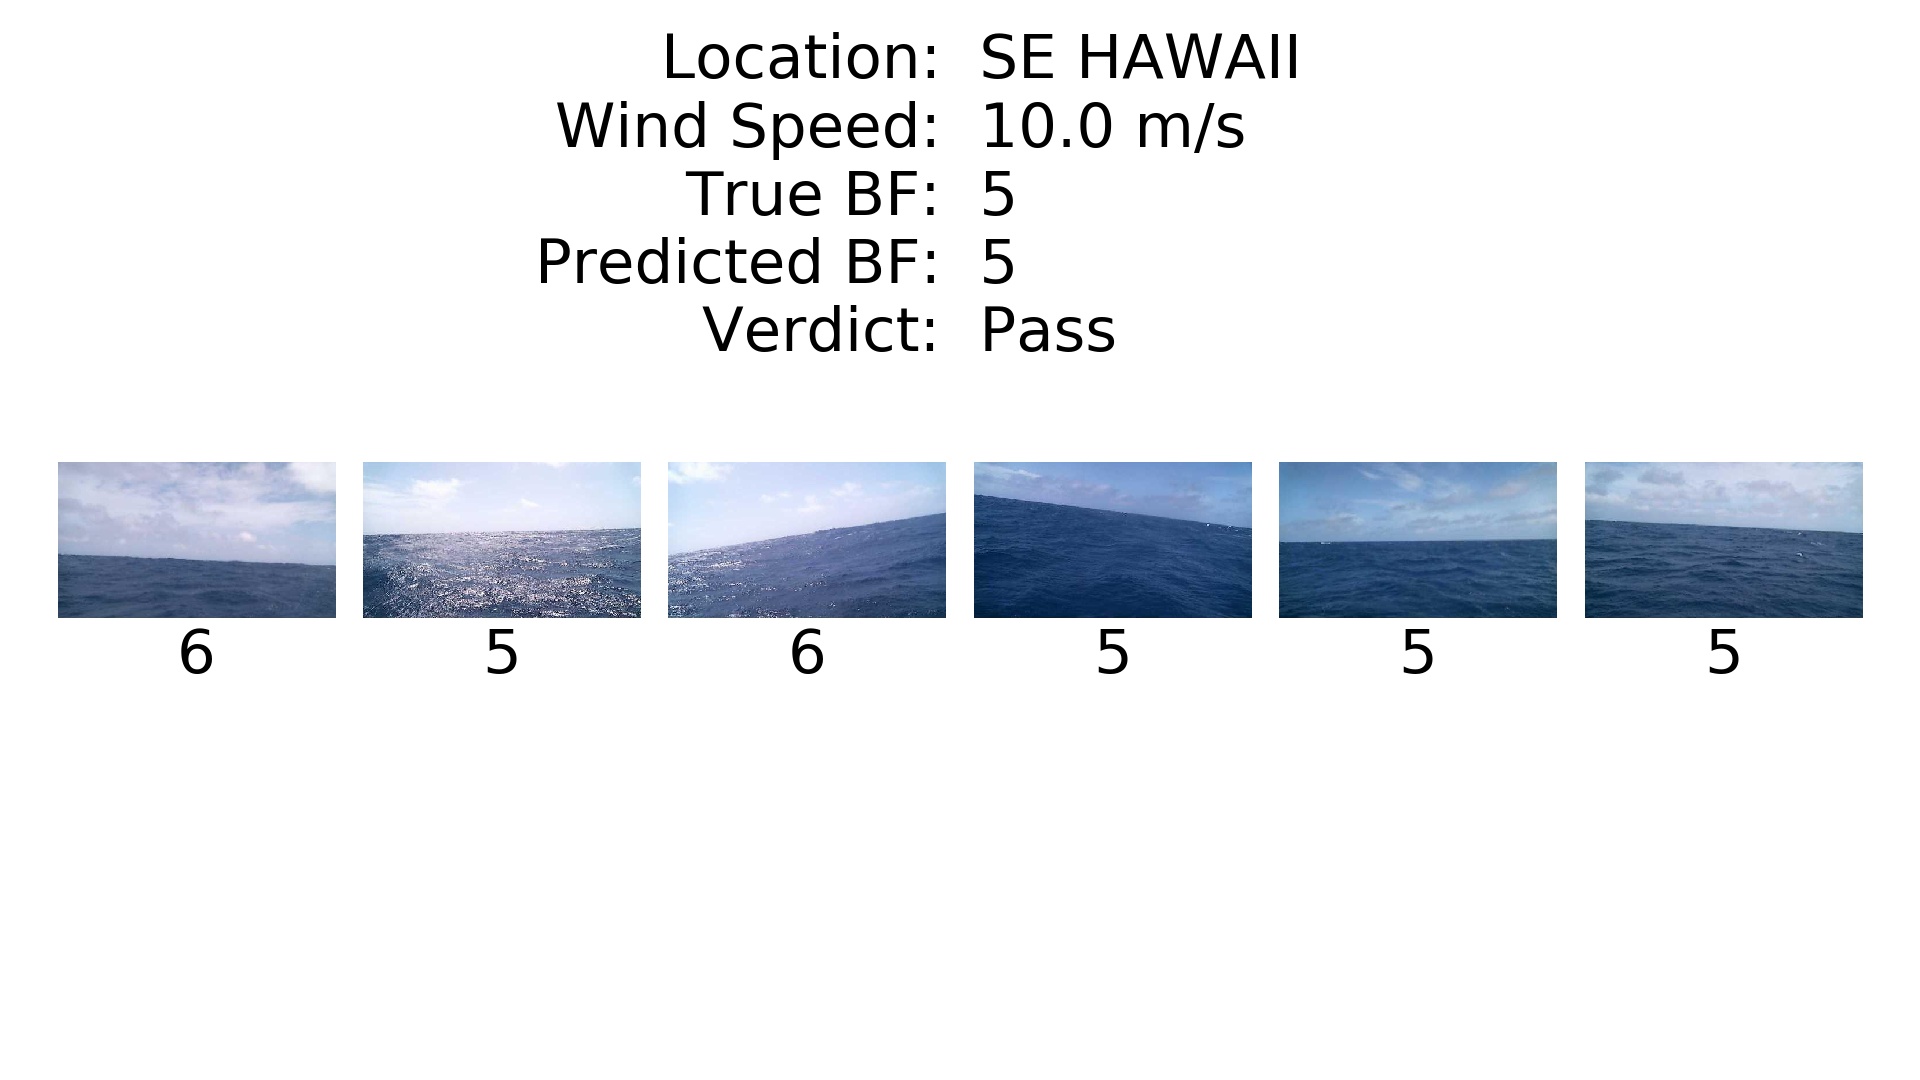 Location: SE HAWAII
Wind Speed: 10.0 m/s
True BF: 5
Predicted BF: 5
Verdict: Pass
6 5 6 5 5 5